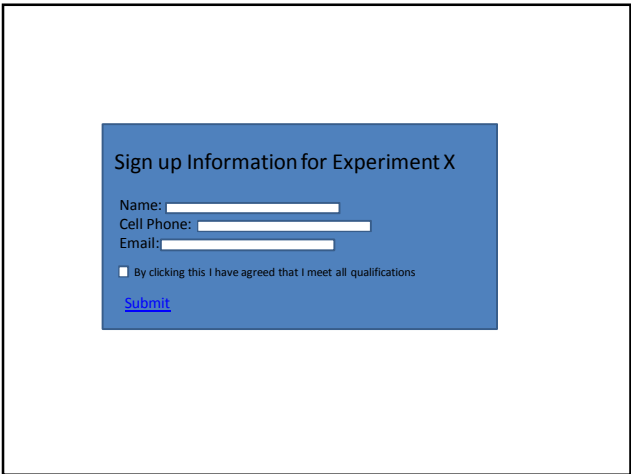 Sign up Information for Experiment X
Name:
Cell Phone:
Email:
By clicking this I have agreed that I meet all qualifications
Submit